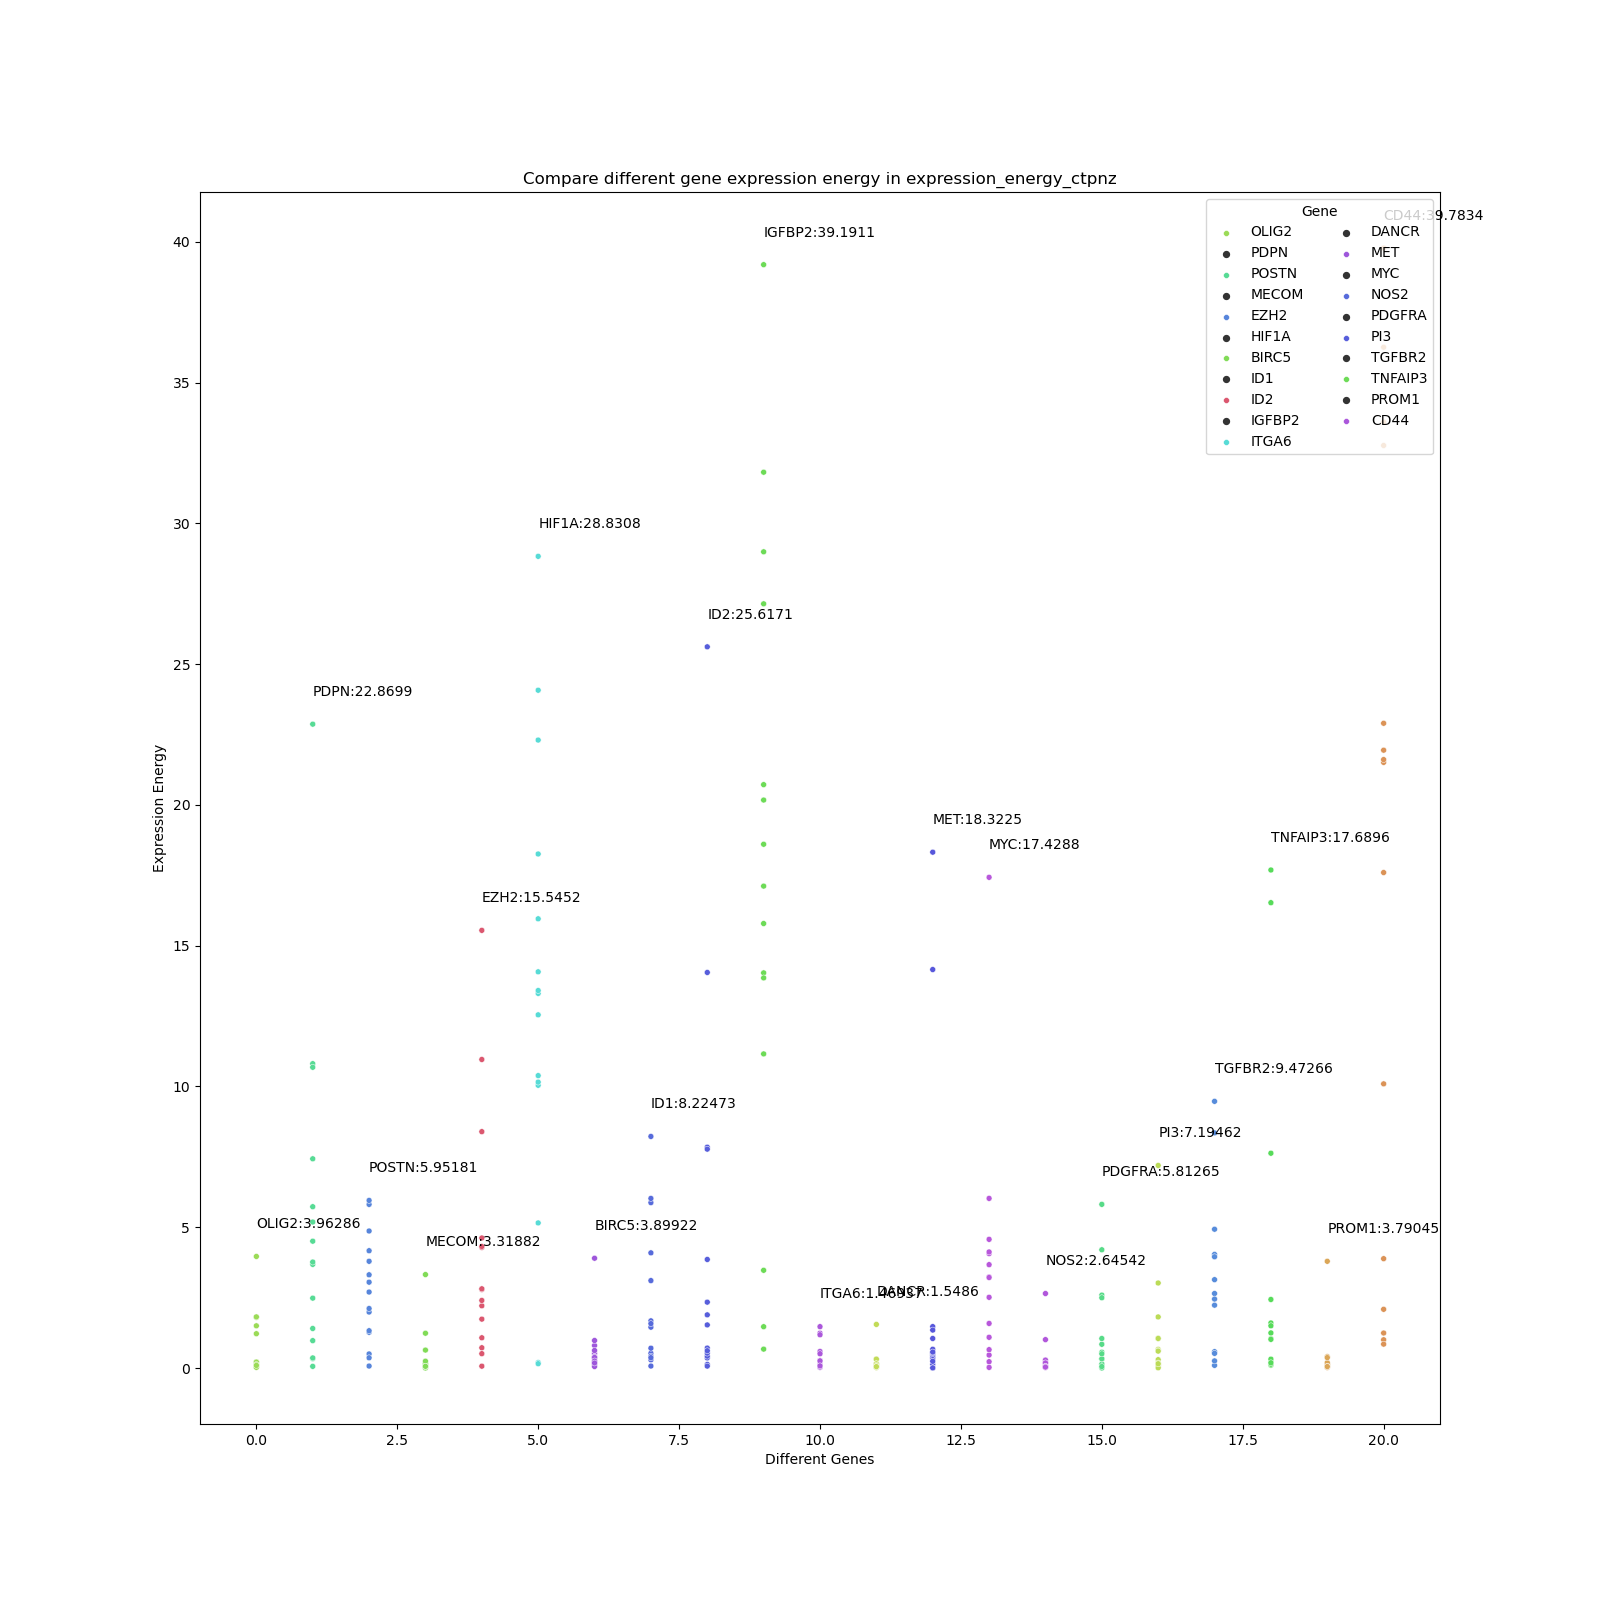 Compare different gene expression energy in expression_energy_ctpnz
Expression Energy
40
35
30
25
20
15
10
5
0
0.0
2.5
5.0
7.5
10.0
12.5
15.0
17.5
20.0
Different Genes
OLIG2:3.96286
PDPN:22.8699
POSTN:5.95181
MECOM:3.31882
EZH2:15.5452
HIF1A:28.8308
BIRC5:3.89922
ID1:8.22473
ID2:25.6171
IGFBP2:39.1911
DANCR:1.5486
MET:18.3225
MYC:17.4288
NOS2:2.64542
PDGFRA:5.81265
PI3:7.19462
TGFBR2:9.47266
TNFAIP3:17.6896
PROM1:3.79045
CD44:39.7834
Gene
OLIG2
PDPN
POSTN
MECOM
EZH2
HIF1A
BIRC5
ID1
ID2
IGFBP2
ITGA6
DANCR
MET
MYC
NOS2
PDGFRA
PI3
TGFBR2
TNFAIP3
PROM1
CD44